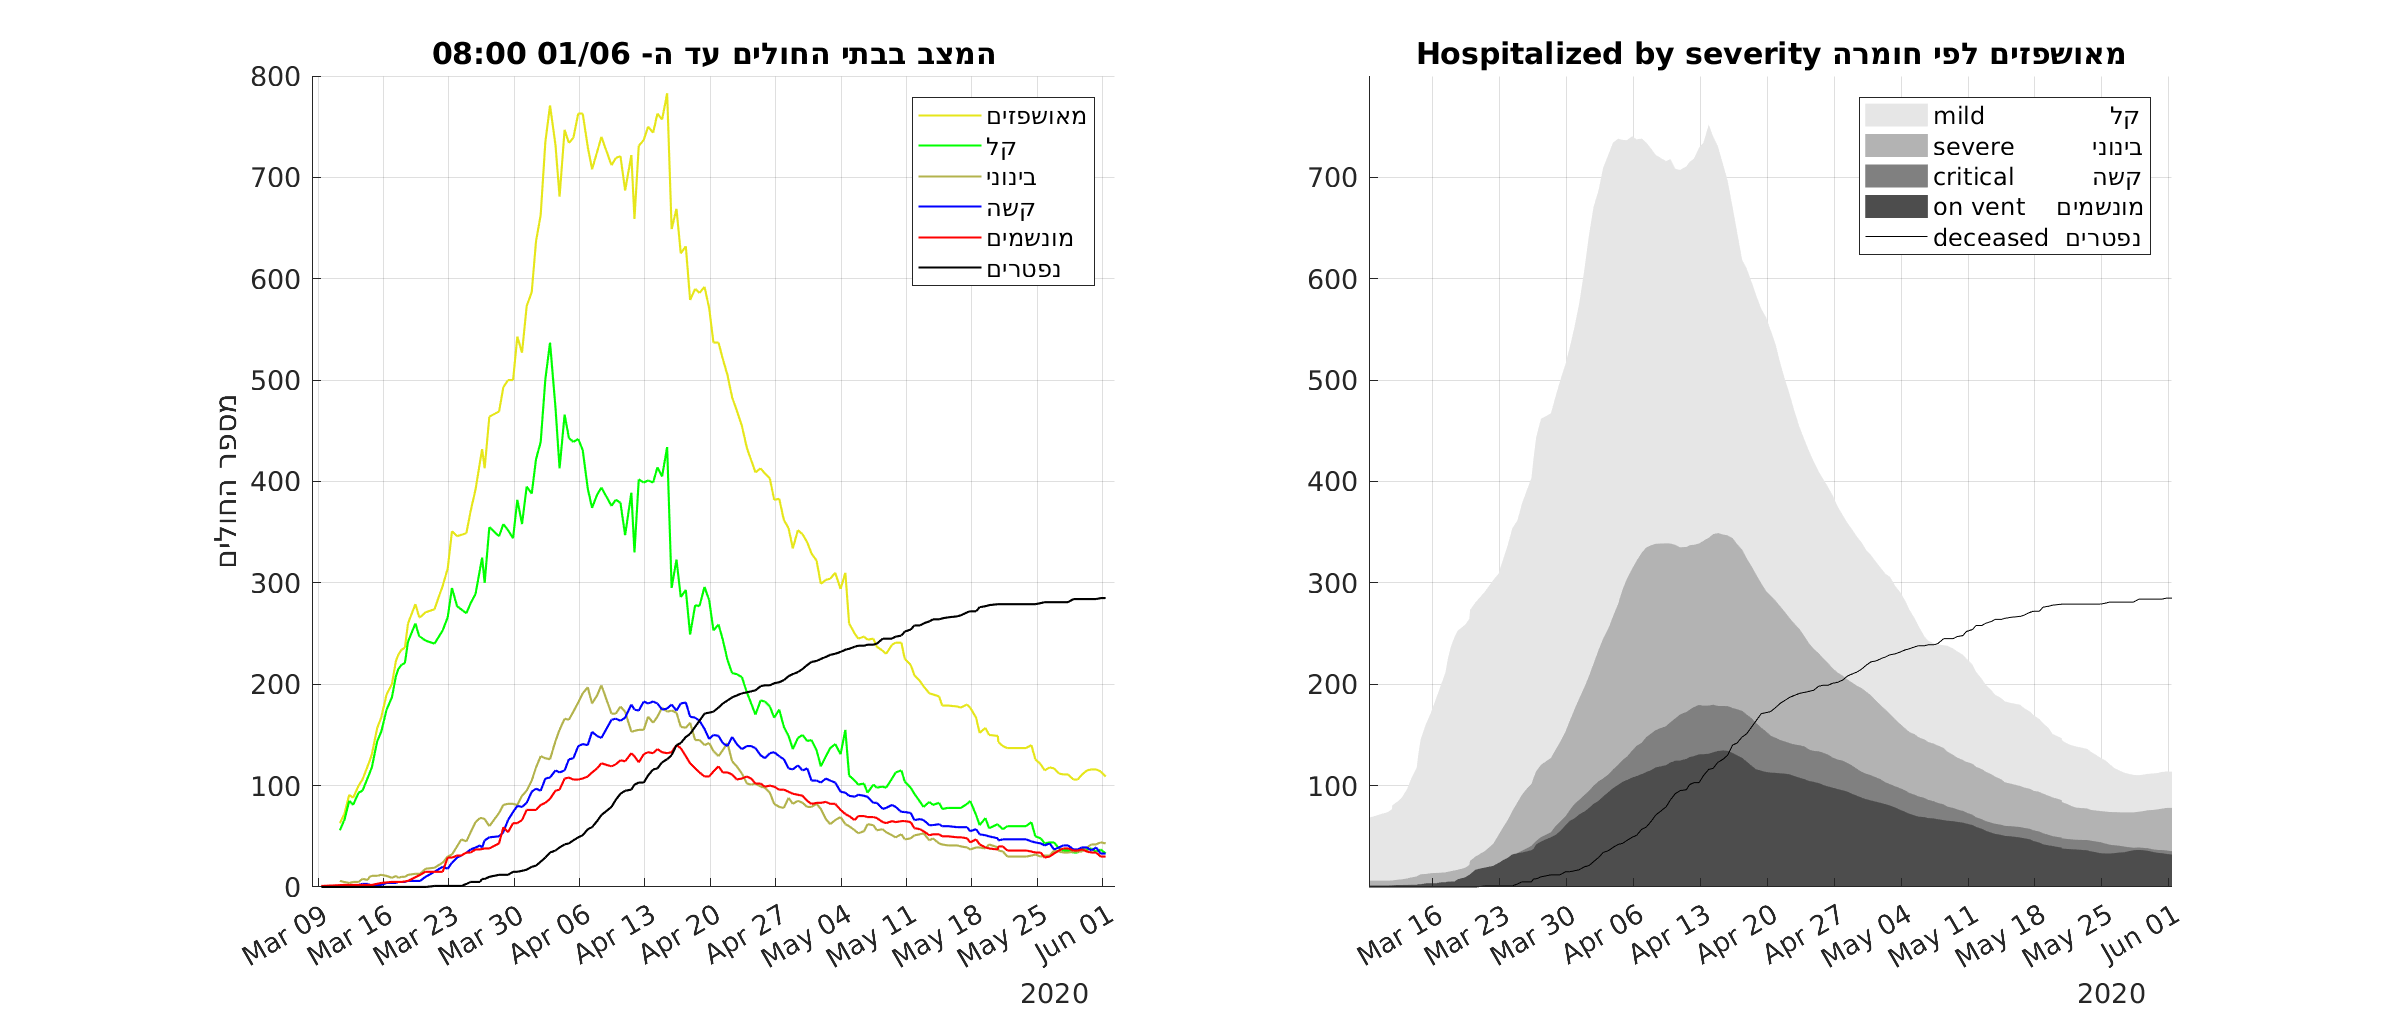 המצב בבתי החולים עד ה- 01/06 08:00
800
700
600
500
400
300
200
100
0
מספר החולים
מאושפזים
קל
בינוני
קשה
מונשמים
נפטרים
Mar 09
Mar 16
Mar 23
Mar 30
Apr 06
Apr 13
Apr 20
Apr 27
May 04
May 11
May 18
May 25
Jun 01
2020
Hospitalized by severity מאושפזים לפי חומרה
700
600
500
400
300
200
100
mild קל
severe בינוני
critical קשה
on vent מונשמים
deceased נפטרים
Mar 16
Mar 23
Mar 30
Apr 06
Apr 13
Apr 20
Apr 27
May 04
May 11
May 18
May 25
Jun 01
2020